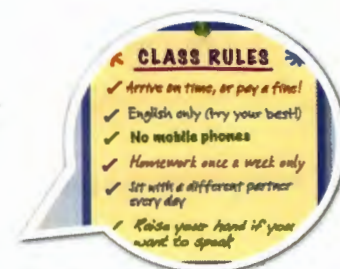 CLASS RULES
Arrive on time, or pay a fine!
English only (try your best!)
No mobile phones
Homework once a week only
Sit with a different partner
every day
Raise your hand if you
want to speak